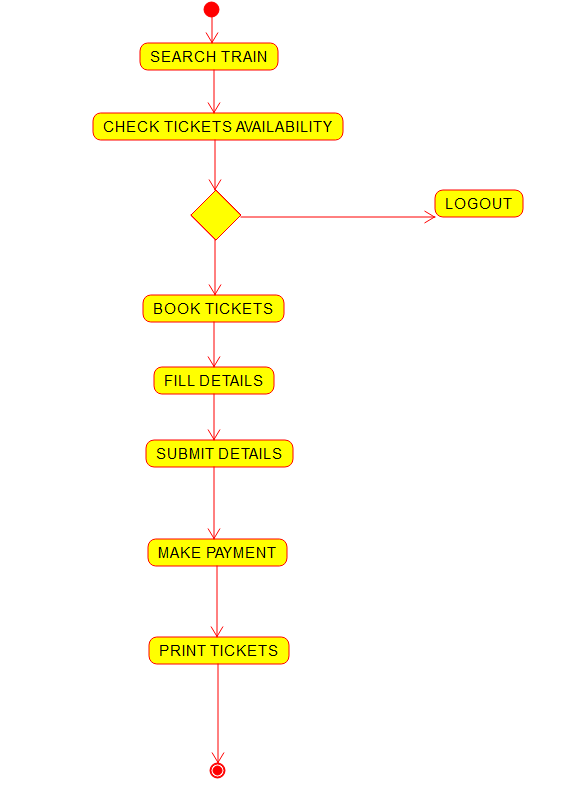 SEARCH TRAIN
CHECK TICKETS AVAILABILITY
LOGOUT
BOOK TICKETS
FILL DETAILS
SUBMIT DETAILS
MAKE PAYMENT
PRINT TICKETS